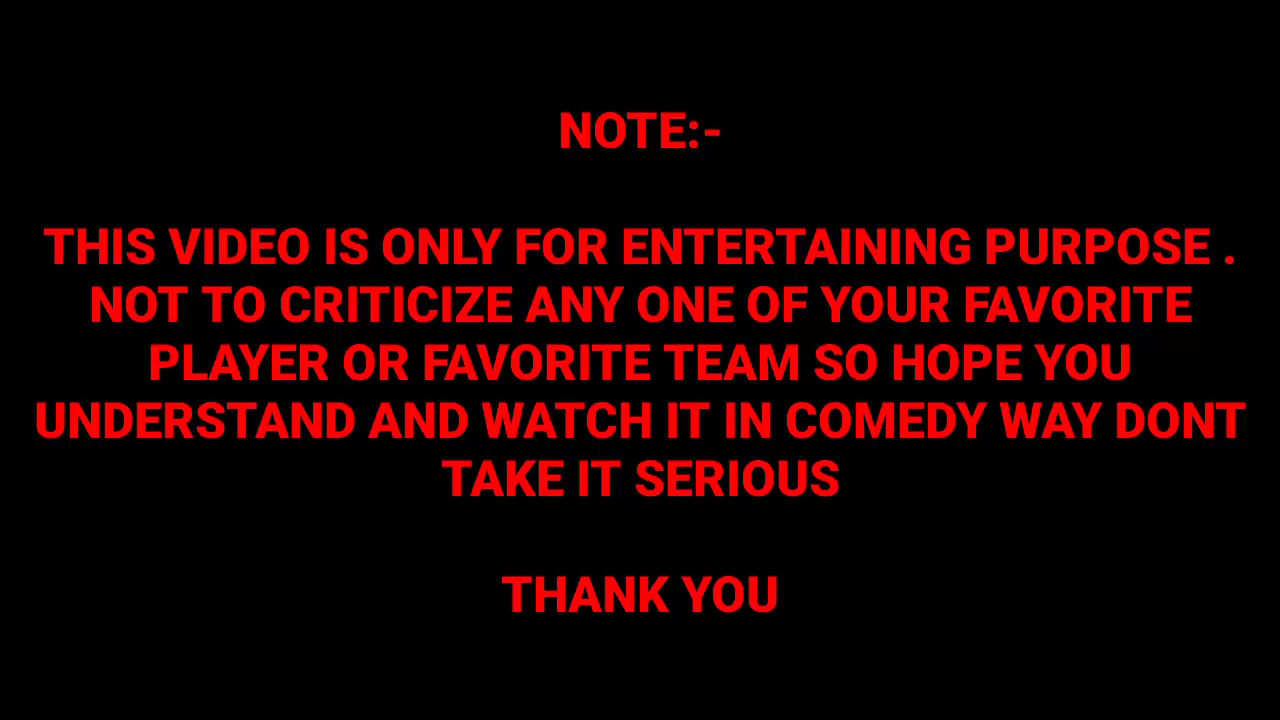 NOTE:-
THIS VIDEO IS ONLY FOR ENTERTAINING PURPOSE .
NOT TO CRITICIZE ANY ONE OF YOUR FAVORITE
PLAYER OR FAVORITE TEAM SO HOPE YOU
UNDERSTAND AND WATCH IT IN COMEDY WAY DONT
TAKE IT SERIOUS
THANK YOU